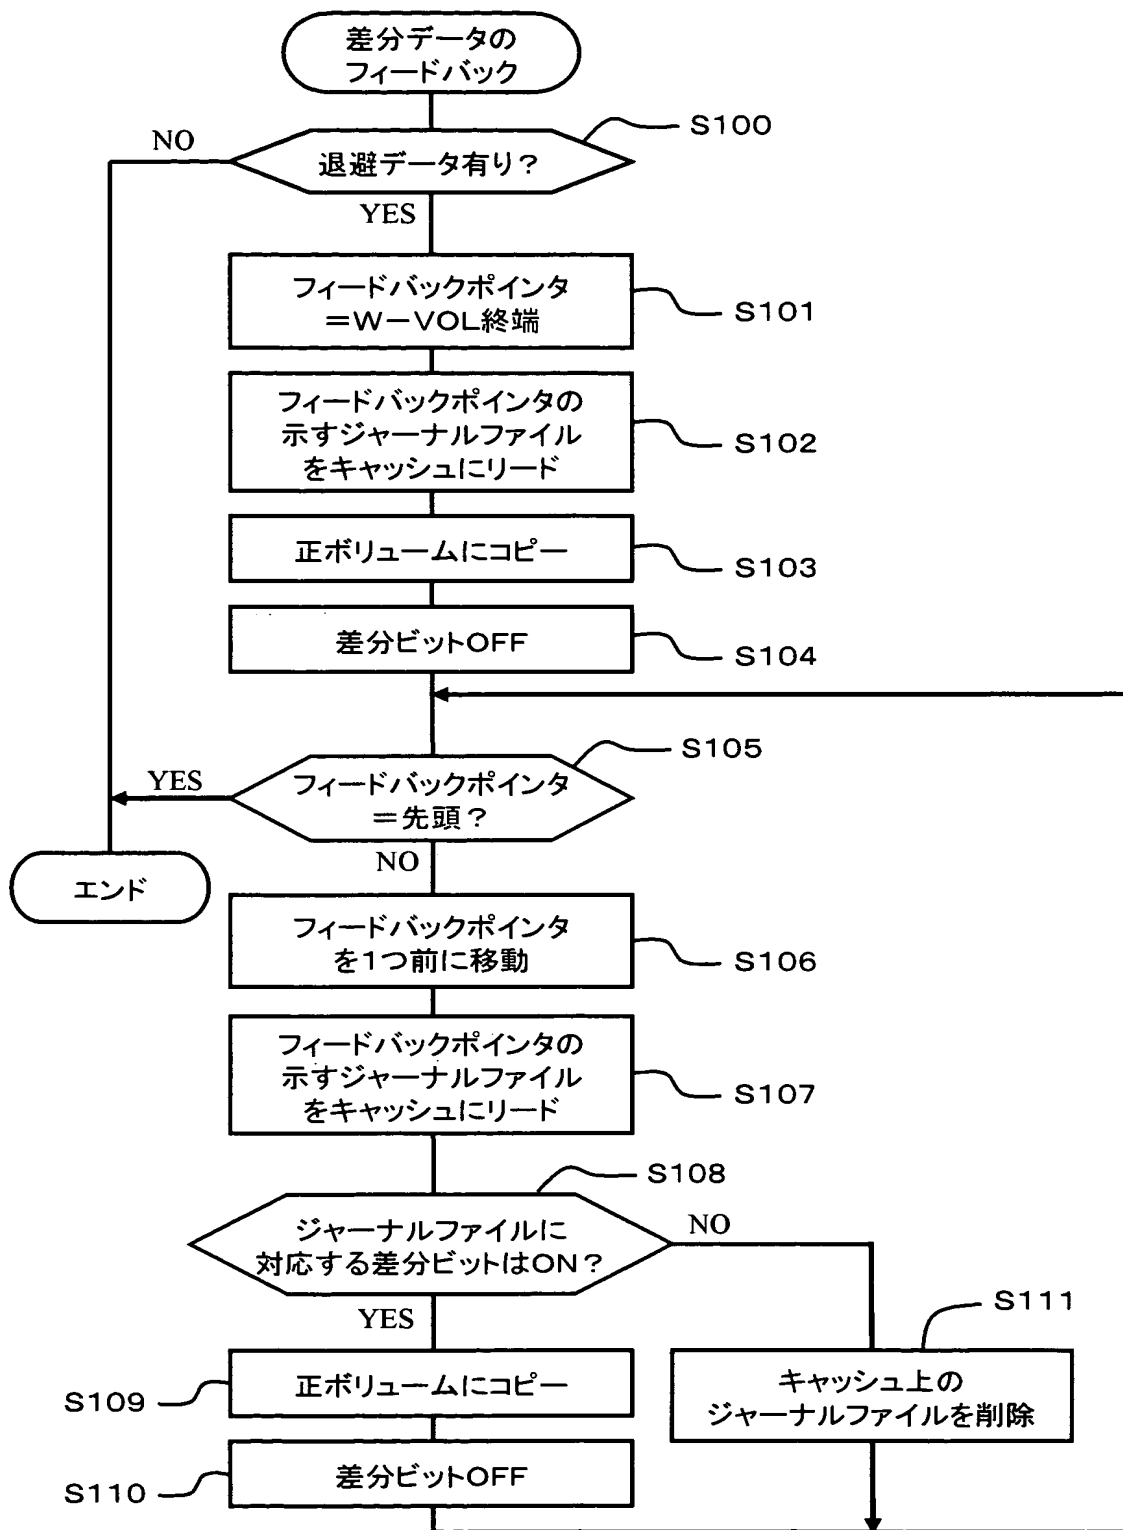 差分データの
フィードバック
S100
NO
退避データ有り？
YES
フィードバックポインタ
＝W－VOL終端
S101
フィードバックポインタの
示すジャーナルファイル
をキャッシュにリード
S102
正ボリュームにコピー
S103
差分ビットOFF
S104
S105
YES
フィードバックポインタ
＝先頭？
NO
エンド
フィードバックポインタ
を1つ前に移動
S106
フィードバックポインタの
示すジャーナルファイル
をキャッシュにリード
S107
S108
ジャーナルファイルに
対応する差分ビットはON？
NO
YES
S111
正ボリュームにコピー
S109
キャッシュ上の
ジャーナルファイルを削除
差分ビットOFF
S110